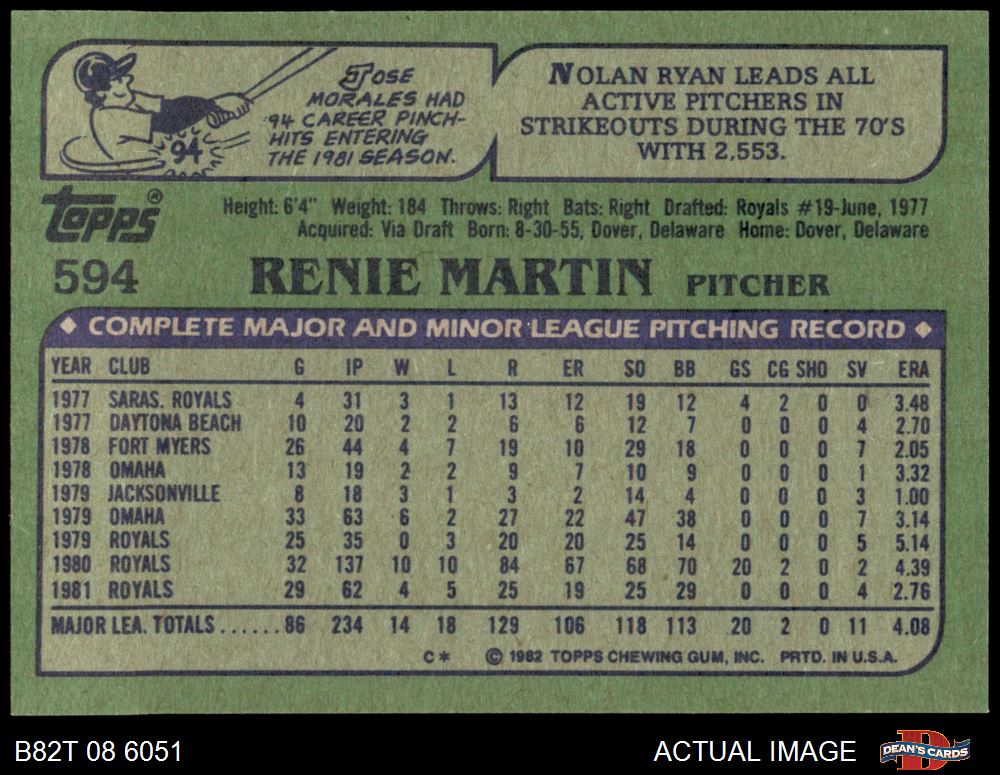 Jose
Morales had
94 career pinch-
hits entering
the 1981 season.
94
NOLAN RYAN LEADS ALL
ACTIVE PITCHERS IN
STRIKEOUTS DURING THE 70'S
WITH 2,553.
Topps®
Height: 6'4" Weight: 184 Throws: Right Bats: Right Drafted: Royals #19-June, 1977
Acquired: Via Draft Born: 8-30-55, Dover, Delaware Home: Dover, Delaware
594 RENIE MARTIN PITCHER
◆ COMPLETE MAJOR AND MINOR LEAGUE PITCHING RECORD ◆
YEAR CLUB G IP W L R ER SO BB GS CG SHO SV ERA
1977 SARAS. ROYALS 4 31 3 1 13 12 19 12 4 2 0 0 3.48
1977 DAYTONA BEACH 10 20 2 2 6 6 12 7 0 0 0 4 2.70
1978 FORT MYERS 26 44 4 7 19 10 29 18 0 0 0 7 2.05
1978 OMAHA 13 19 2 2 9 7 10 9 0 0 0 1 3.32
1979 JACKSONVILLE 8 18 3 1 3 2 14 4 0 0 0 3 1.00
1979 OMAHA 33 63 6 2 27 22 47 38 0 0 0 7 3.14
1979 ROYALS 25 35 0 3 20 20 25 14 0 0 0 5 5.14
1980 ROYALS 32 137 10 10 84 67 68 70 20 2 0 2 4.39
1981 ROYALS 29 62 4 5 25 19 25 29 0 0 0 4 2.76
MAJOR LEA. TOTALS......86 234 14 18 129 106 118 113 20 2 0 11 4.08
C* © 1982 TOPPS CHEWING GUM, INC. PRTD. IN U.S.A.
B82T 08 6051
ACTUAL IMAGE
DEAN'S CARDS